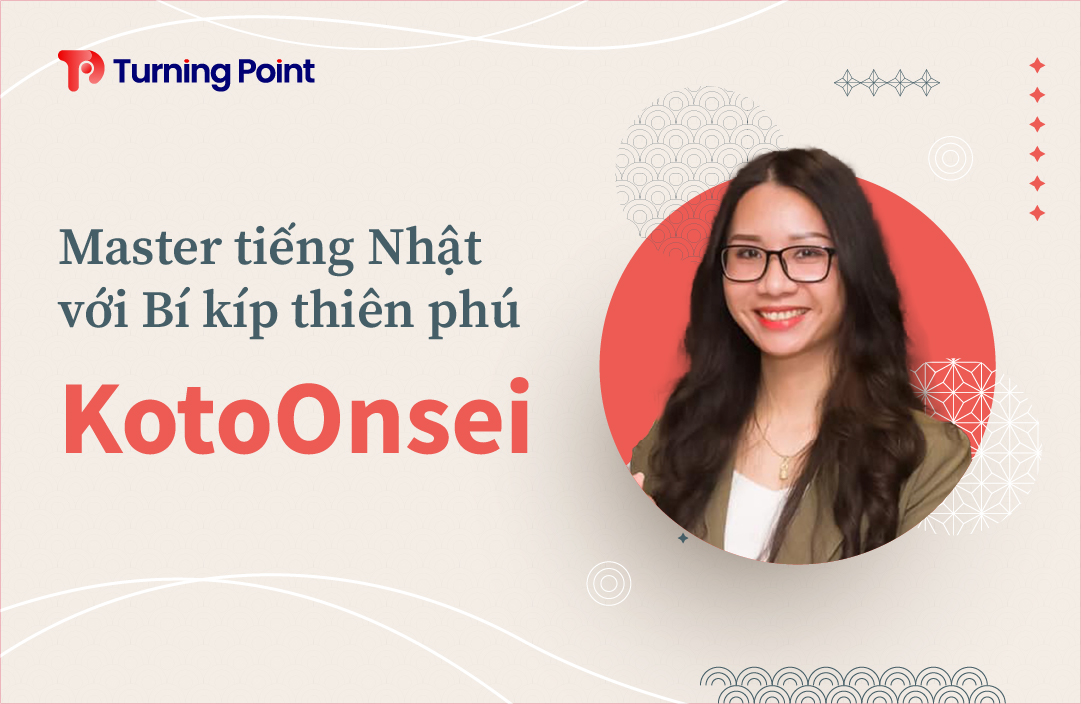 Turning Point
Master tiếng Nhật
với Bí kíp thiên phú
KotoOnsei